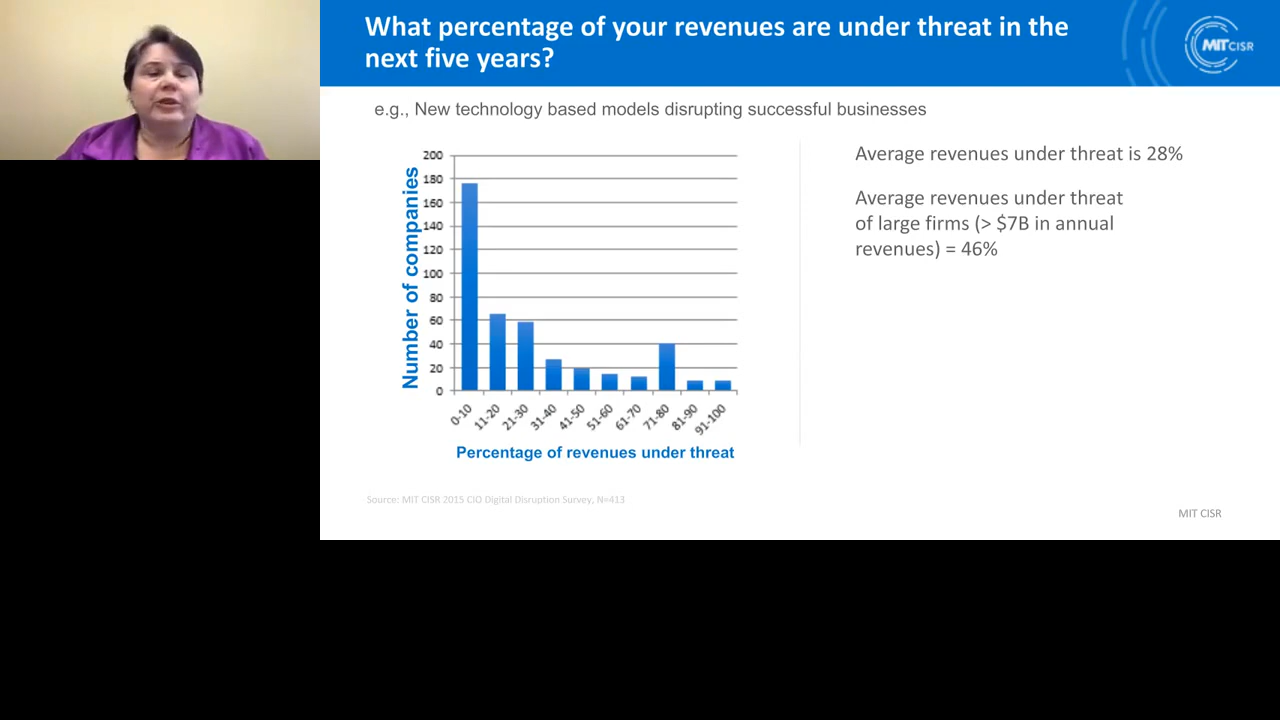 What percentage of your revenues are under threat in the
next five years?
MIT CISR
e.g., New technology based models disrupting successful businesses
Number of companies
200
180
160
140
120
100
80
60
40
20
0
0-10
11-20
21-30
31-40
41-50
51-60
61-70
71-80
81-90
91-100
Percentage of revenues under threat
Average revenues under threat is 28%
Average revenues under threat
of large firms (> $7B in annual
revenues) = 46%
Source: MIT CISR 2015 CIO Digital Disruption Survey, N=413
MIT CISR